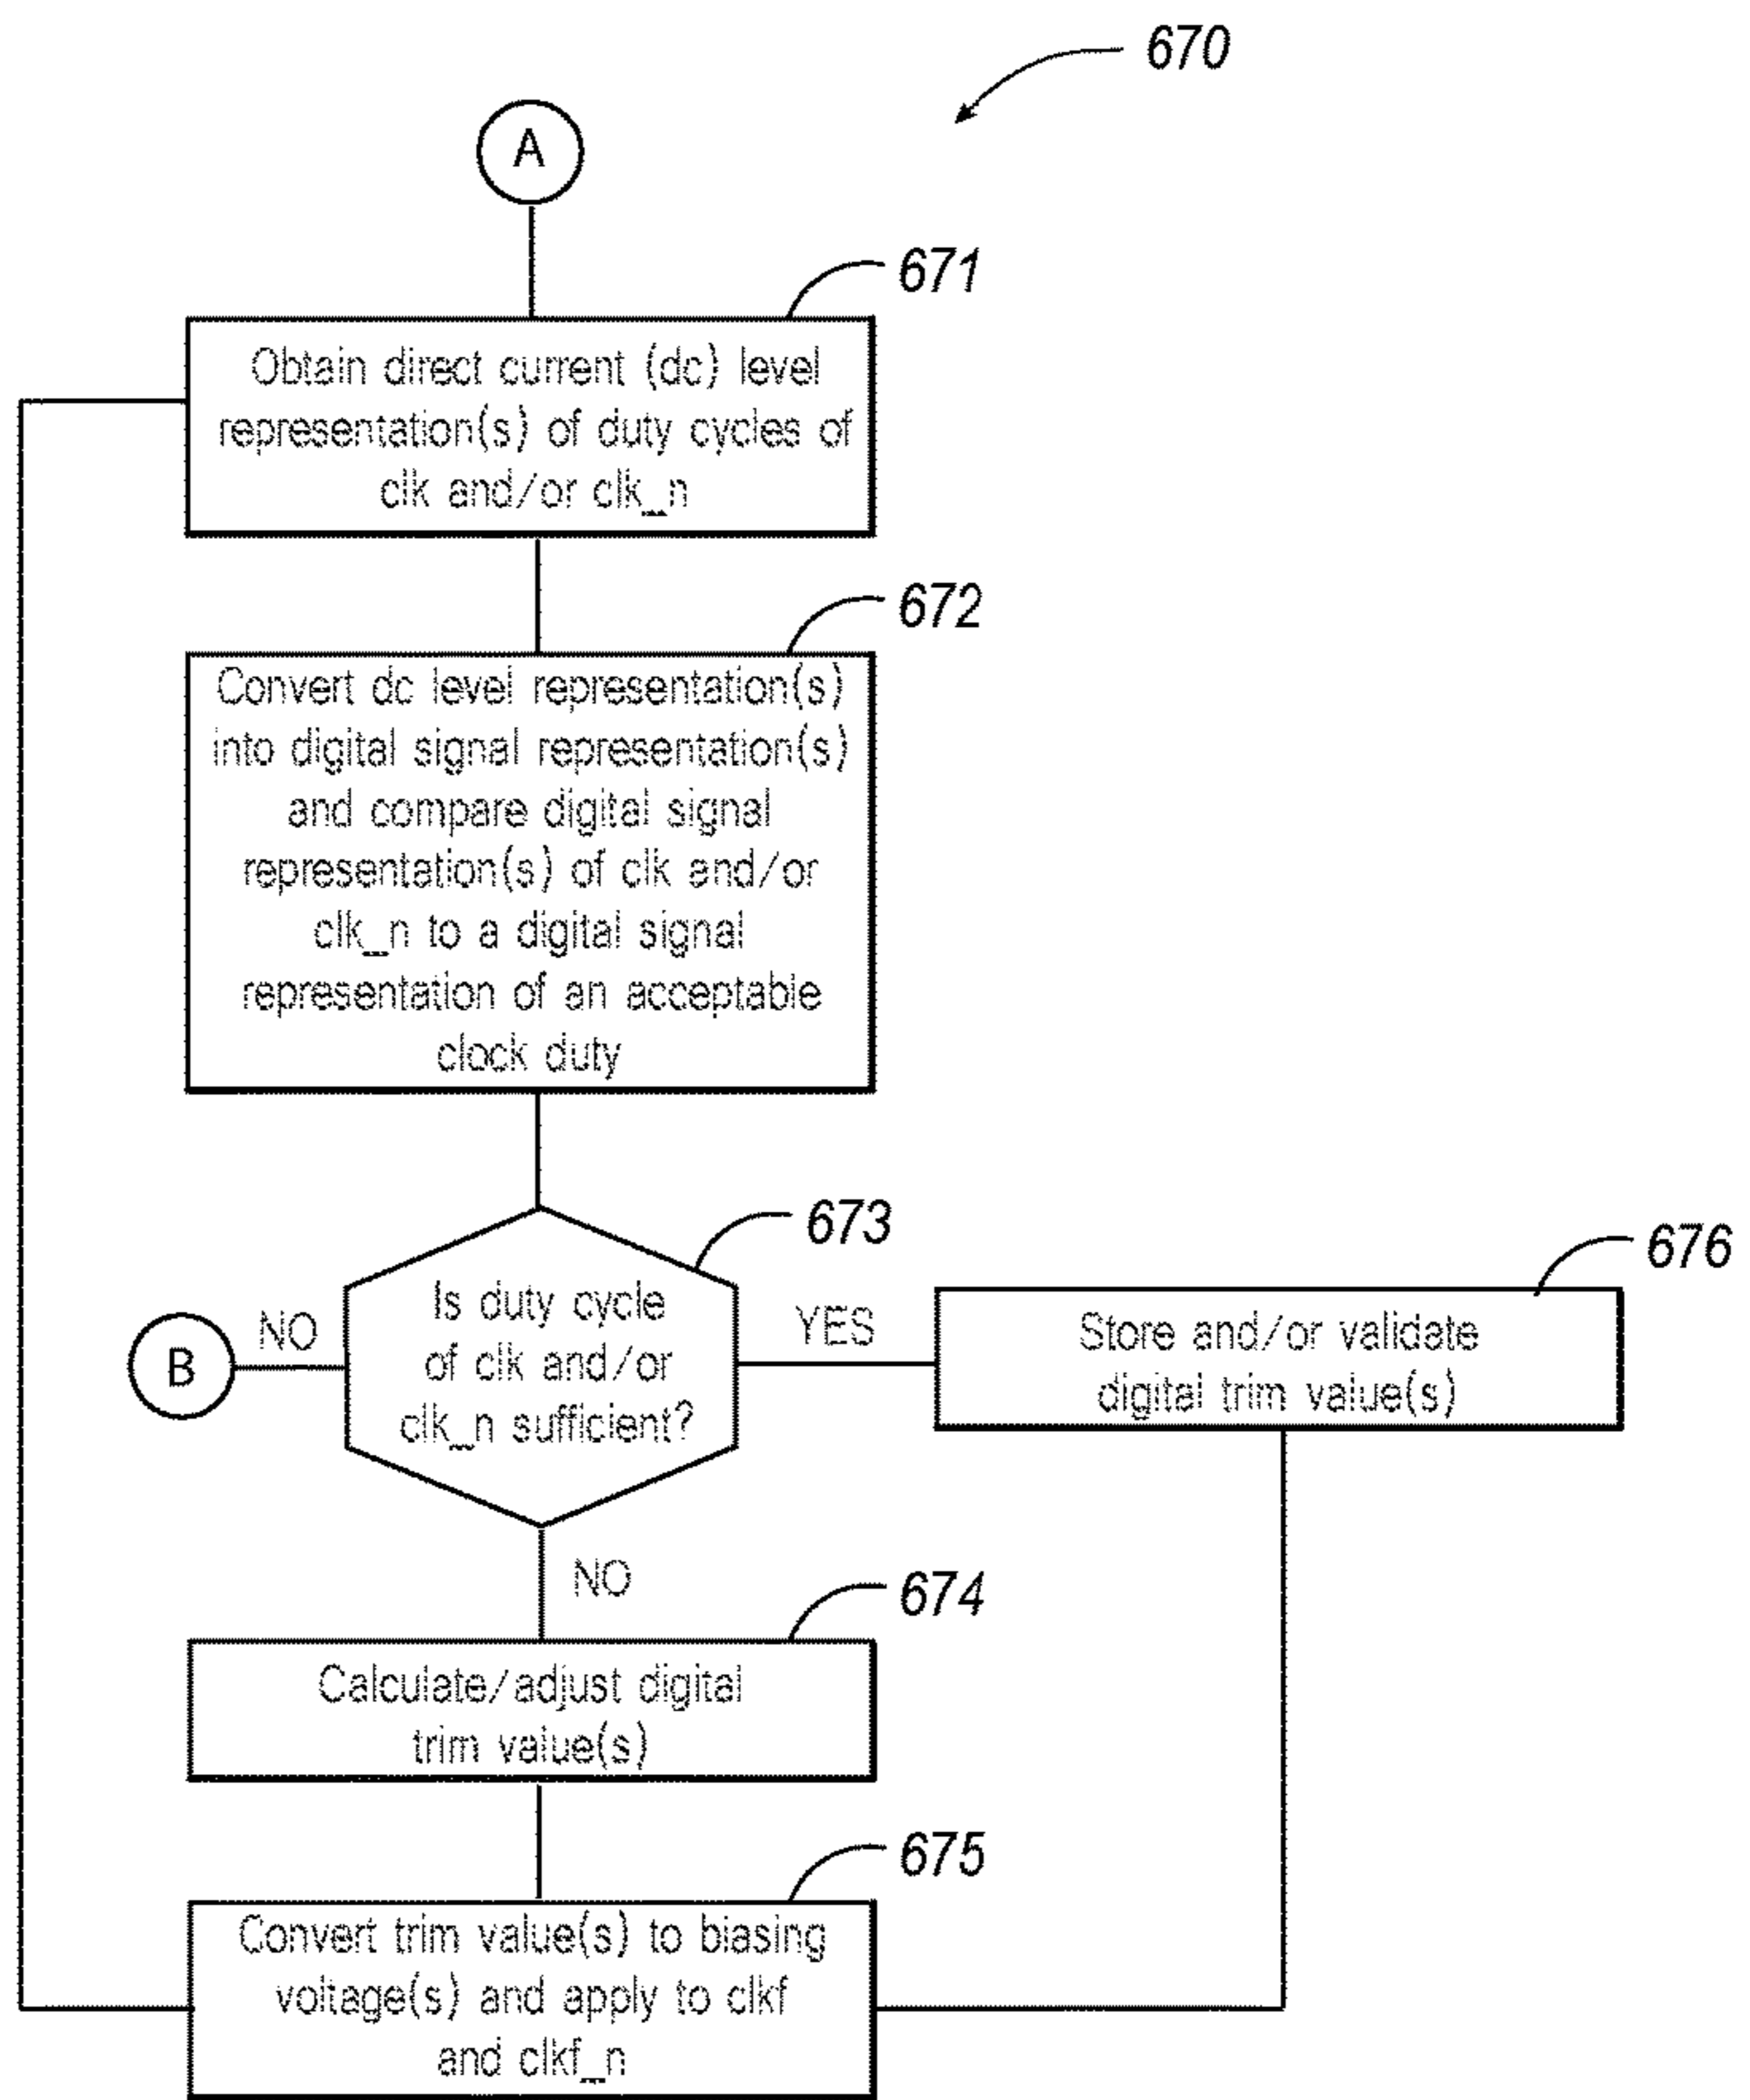 670
A
671
Obtain direct current (dc) level
representation(s) of duty cycles of
clk and/or clk_n
672
Convert dc level representation(s)
into digital signal representation(s)
and compare digital signal
representation(s) of clk and/or
clk_n to a digital signal
representation of an acceptable
clock duty
673
Is duty cycle
of clk and/or
clk_n sufficient?
NO
B
YES
676
Store and/or validate
digital trim value(s)
NO
674
Calculate/adjust digital
trim value(s)
675
Convert trim value(s) to biasing
voltage(s) and apply to clkf
and clkf_n